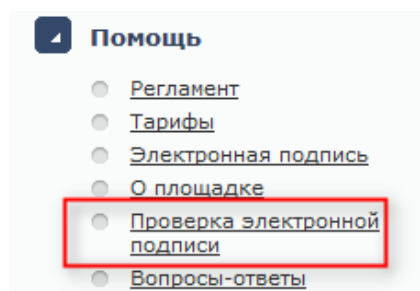 Помощь
Регламент
Тарифы
Электронная подпись
О площадке
Проверка электронной
подписи
Вопросы-ответы